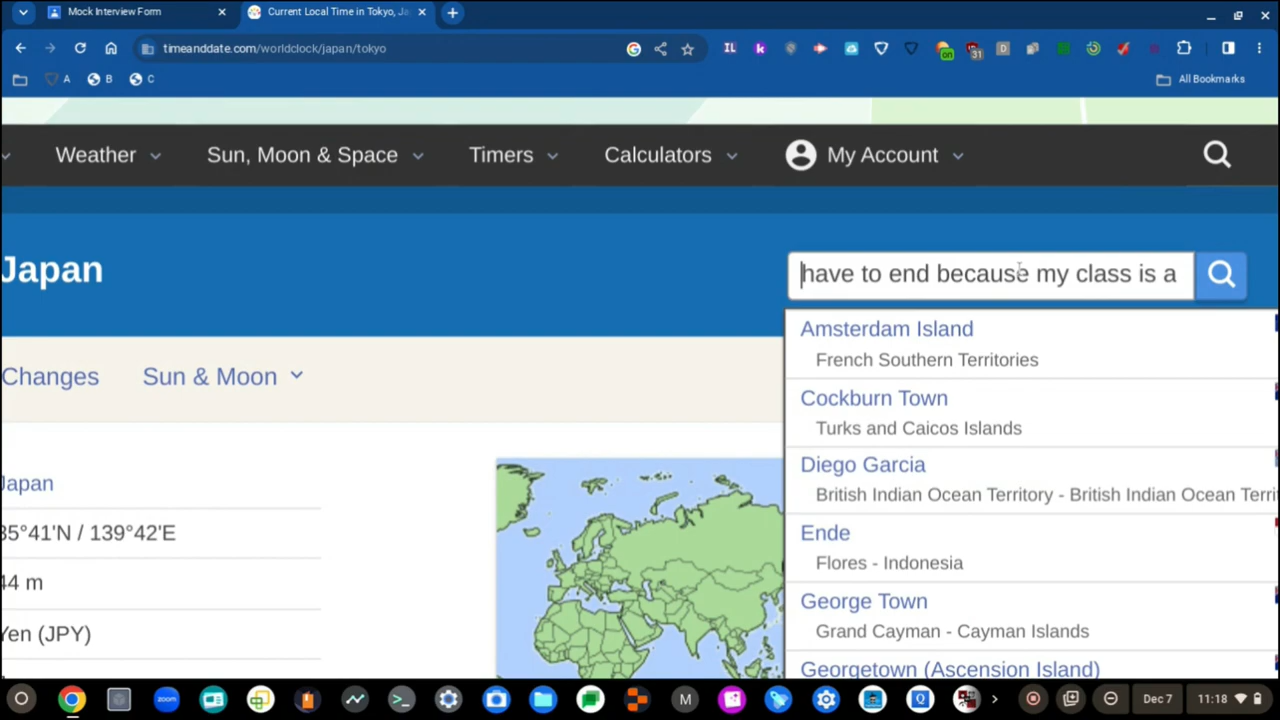 Mock Interview Form
Current Local Time in Tokyo, Ja
timeanddate.com/worldclock/japan/tokyo
IL
k
on
31
D
A
B
C
All Bookmarks
Weather
Sun, Moon & Space
Timers
Calculators
My Account
Japan
have to end because my class is a
Changes
Sun & Moon
Amsterdam Island
French Southern Territories
Cockburn Town
Turks and Caicos Islands
Diego Garcia
British Indian Ocean Territory - British Indian Ocean Terri
Ende
Flores - Indonesia
George Town
Grand Cayman - Cayman Islands
Georgetown (Ascension Island)
Japan
35°41'N / 139°42'E
44 m
Yen (JPY)
zoom
M
Q
Dec 7
11:18